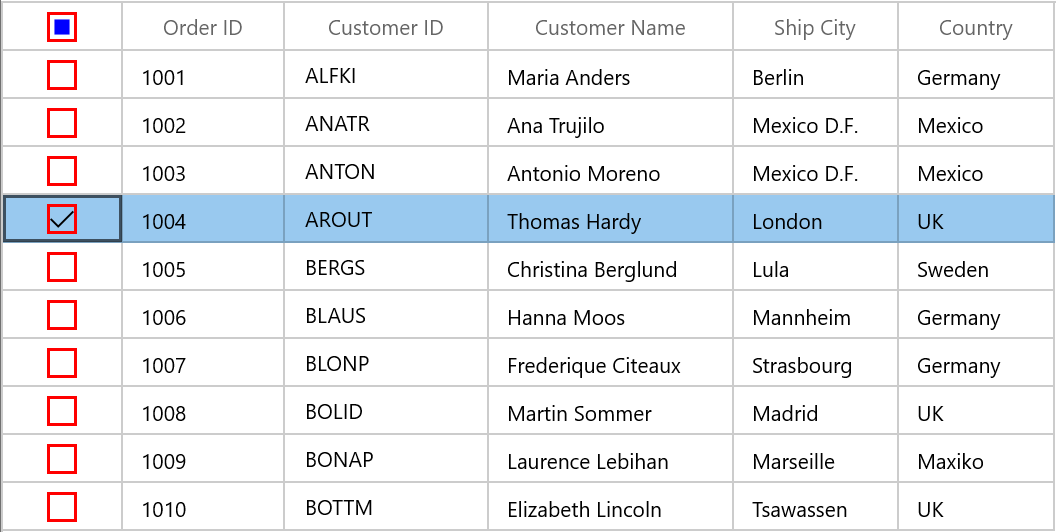 Order ID Customer ID Customer Name Ship City Country
1001 ALFKI Maria Anders Berlin Germany
1002 ANATR Ana Trujilo Mexico D.F. Mexico
1003 ANTON Antonio Moreno Mexico D.F. Mexico
1004 AROUT Thomas Hardy London UK
1005 BERGS Christina Berglund Lula Sweden
1006 BLAUS Hanna Moos Mannheim Germany
1007 BLONP Frederique Citeaux Strasbourg Germany
1008 BOLID Martin Sommer Madrid UK
1009 BONAP Laurence Lebihan Marseille Maxiko
1010 BOTTM Elizabeth Lincoln Tsawassen UK